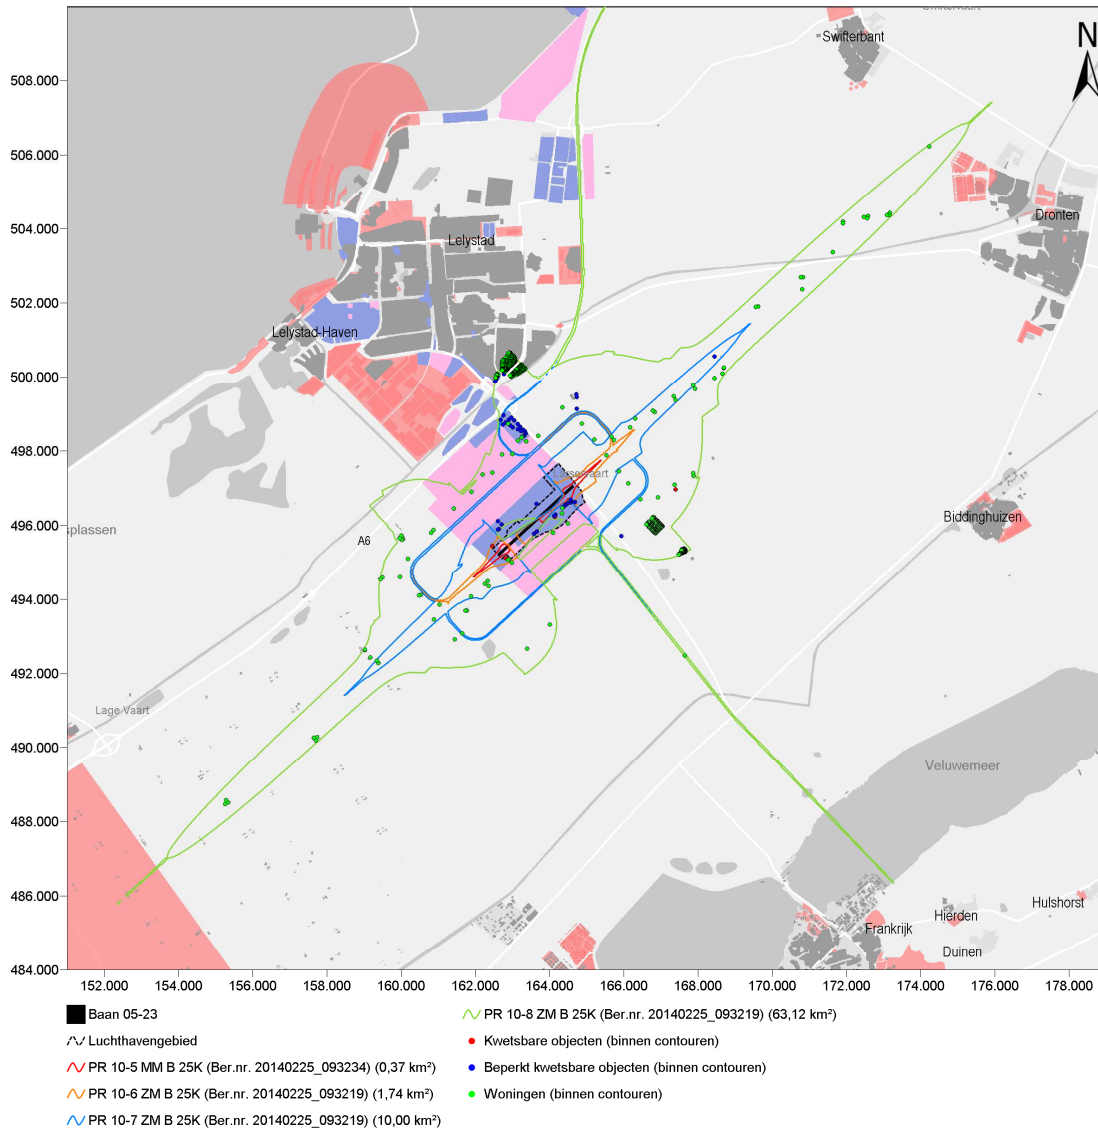 Swifterbant
N
508.000
506.000
Dronten
504.000
Lelystad
502.000
Lelystad-Haven
500.000
498.000
496.000
Biddinghuizen
splassen
A6
494.000
492.000
Lage Vaart
490.000
Veluwemeer
488.000
486.000
Hulshorst
Hierden
Frankrijk
Duinen
484.000
152.000 154.000 156.000 158.000 160.000 162.000 164.000 166.000 168.000 170.000 172.000 174.000 176.000 178.000
Baan 05-23
Luchthavengebied
PR 10-5 MM B 25K (Ber.nr. 20140225_093234) (0,37 km²)
PR 10-6 ZM B 25K (Ber.nr. 20140225_093219) (1,74 km²)
PR 10-7 ZM B 25K (Ber.nr. 20140225_093219) (10,00 km²)
PR 10-8 ZM B 25K (Ber.nr. 20140225_093219) (63,12 km²)
Kwetsbare objecten (binnen contouren)
Beperkt kwetsbare objecten (binnen contouren)
Woningen (binnen contouren)